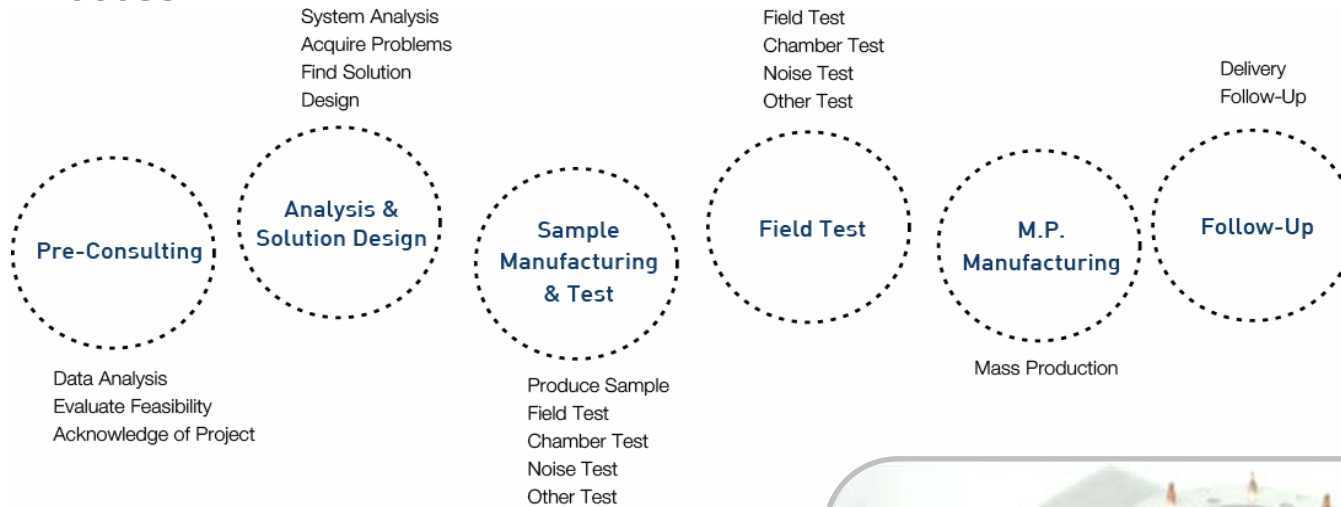 System Analysis
Acquire Problems
Find Solution
Design
Field Test
Chamber Test
Noise Test
Other Test
Delivery
Follow-Up
Pre-Consulting
Analysis &
Solution Design
Sample
Manufacturing
& Test
Field Test
M.P.
Manufacturing
Follow-Up
Data Analysis
Evaluate Feasibility
Acknowledge of Project
Produce Sample
Field Test
Chamber Test
Noise Test
Other Test
Mass Production